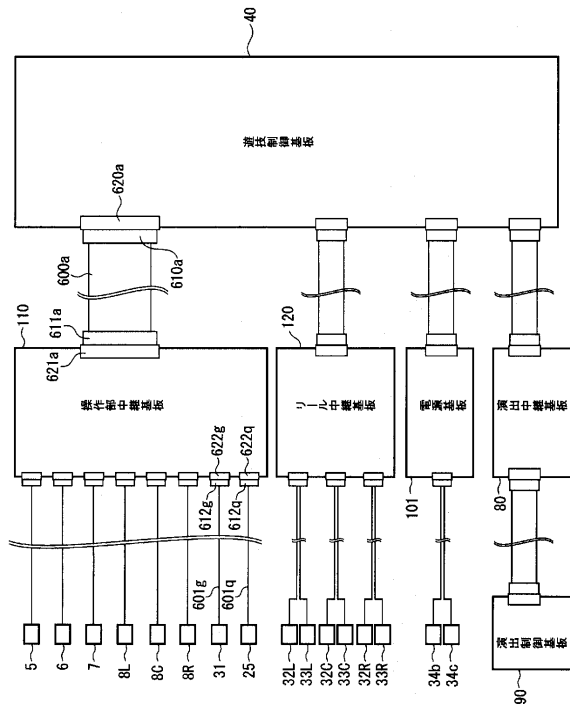 40
遊技制御基板
620a
610a
600a
611a
621a
110
操作部中継基板
622g
612g
622q
612q
601g
601q
5
6
7
8L
8C
8R
31
25
120
リール中継基板
32L
33L
32C
33C
32R
33R
電源基板
101
34b
34c
演出中継基板
80
演出制御基板
90